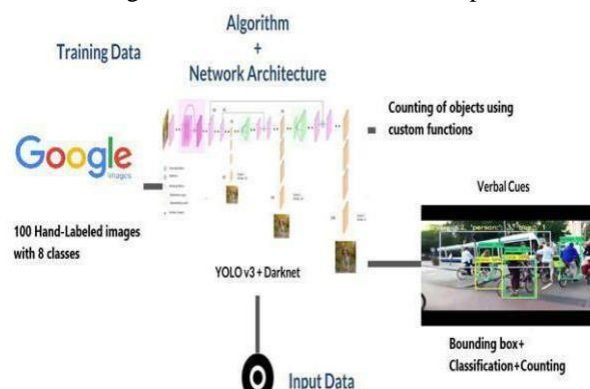 Algorithm
+
Network Architecture
Training Data
Google
Images
100 Hand-Labeled images
with 8 classes
YOLO v3 + Darknet
Counting of objects using
custom functions
Verbal Cues
Bounding box+
Classification+Counting
Input Data